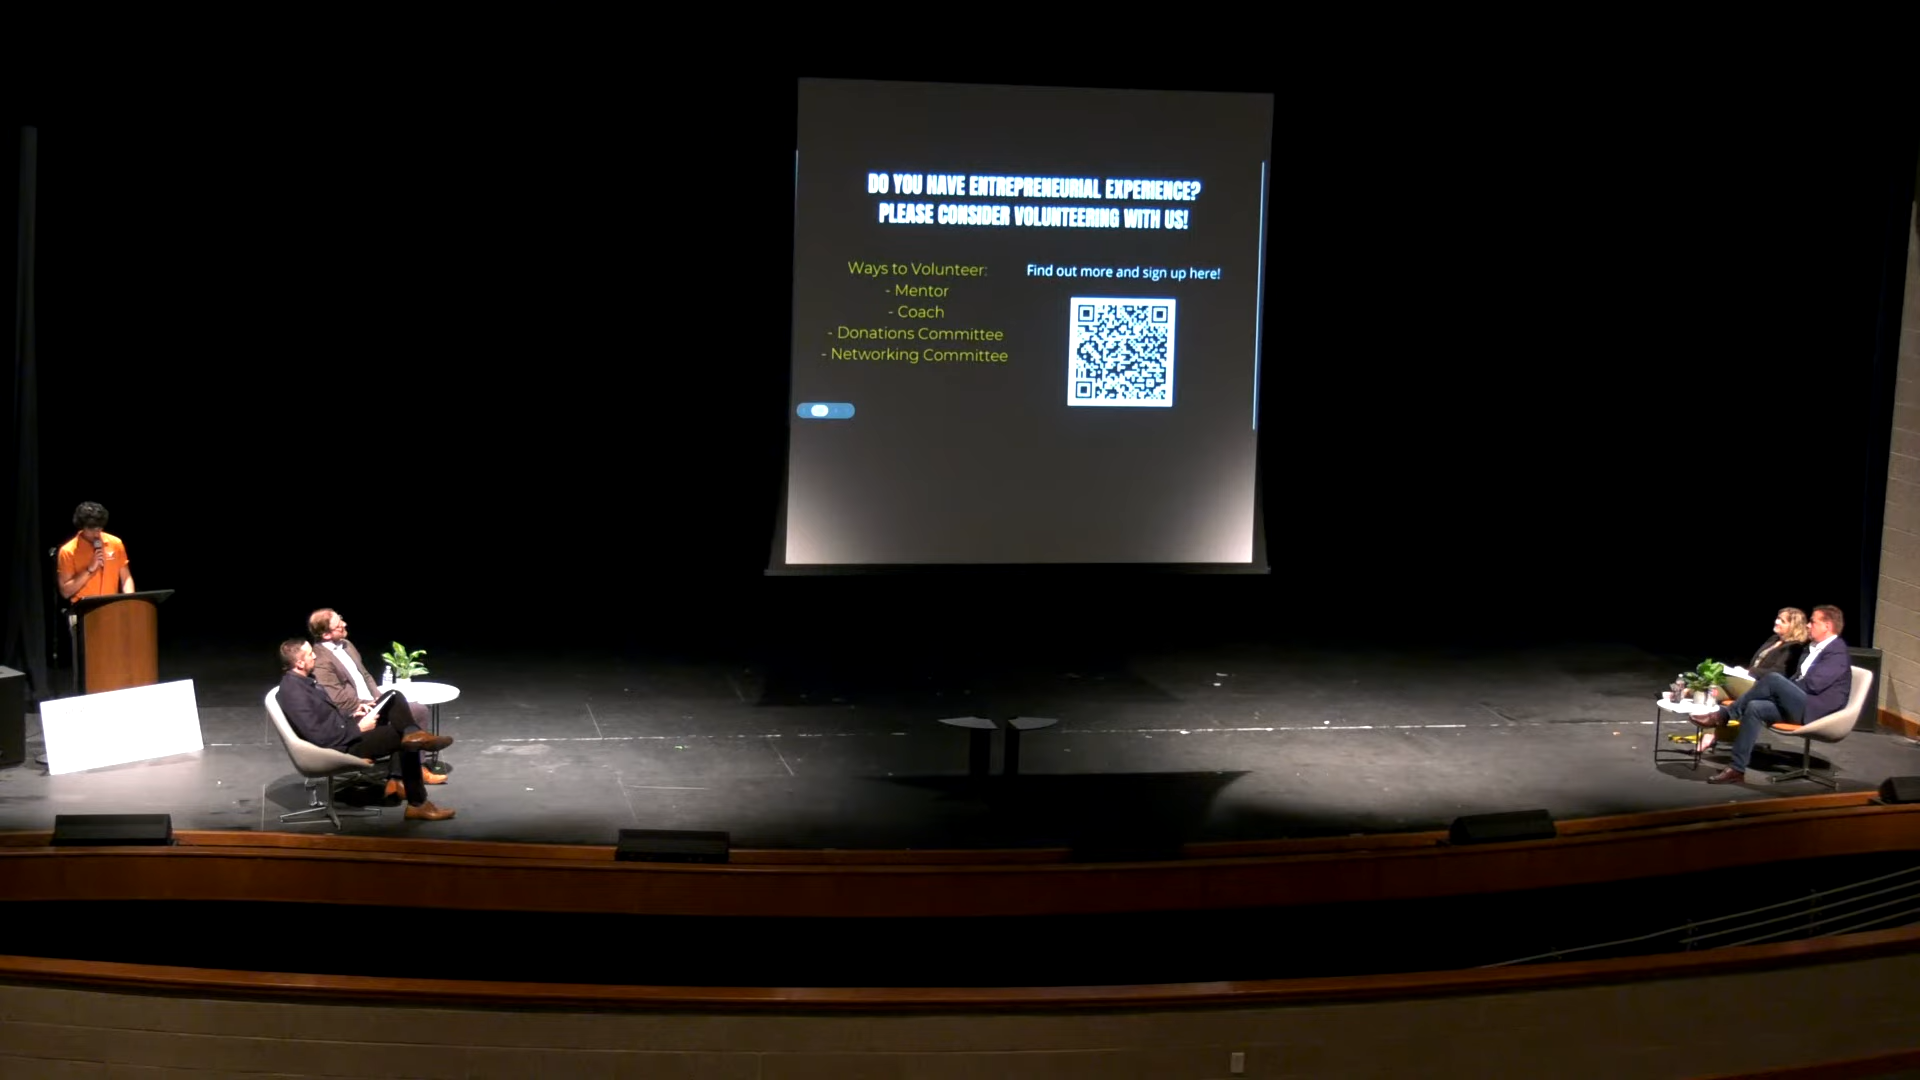 DO YOU HAVE ENTREPRENEURIAL EXPERIENCE?
PLEASE CONSIDER VOLUNTEERING WITH US!
Ways to Volunteer:
- Mentor
- Coach
- Donations Committee
- Networking Committee
Find out more and sign up here!